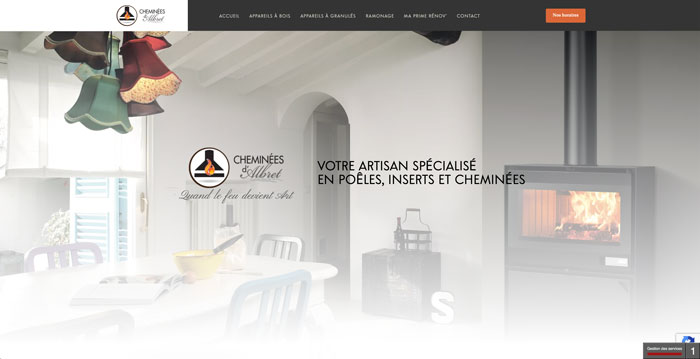 CHEMINÉES
d'Albret
ACCUEIL APPAREILS À BOIS APPAREILS À GRANULÉS RAMONAGE MA PRIME RÉNOV' CONTACT
Nos horaires
CHEMINÉES
d'Albret
Quand le feu devient Art
VOTRE ARTISAN SPÉCIALISÉ
EN POÊLES, INSERTS ET CHEMINÉES
S
Gestion des services
1